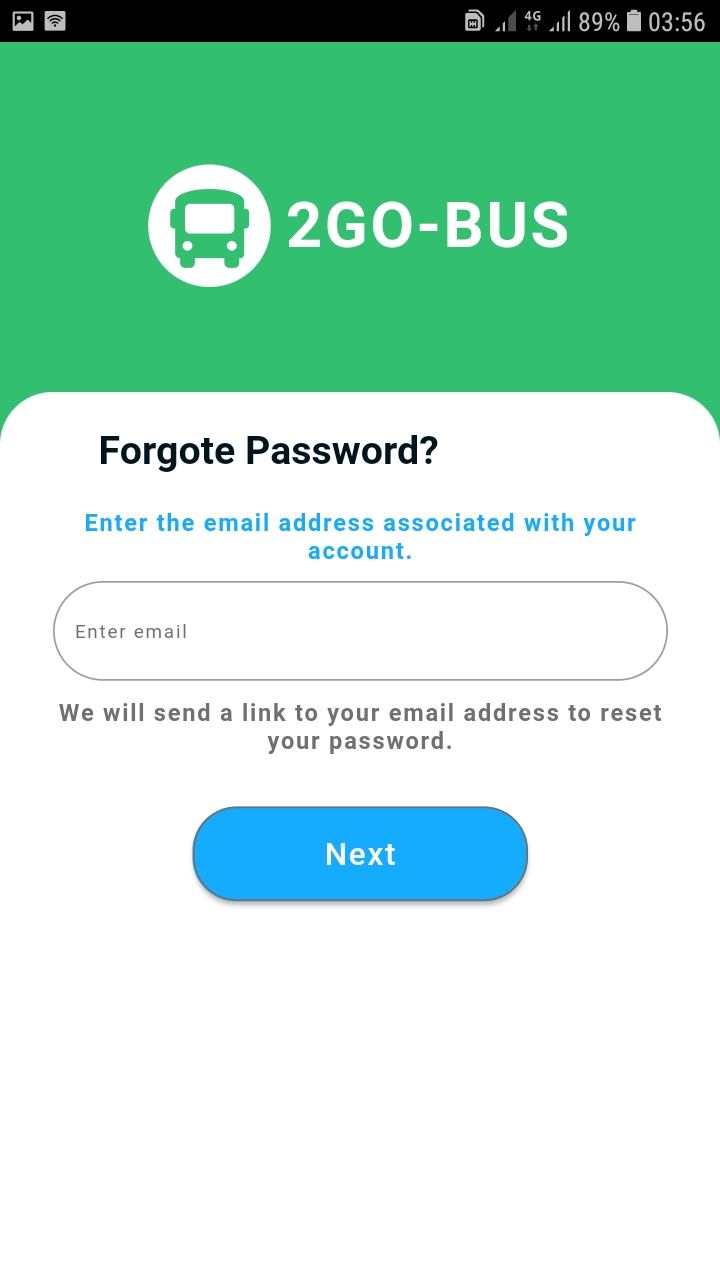 4G 89% 03:56
2GO-BUS
Forgote Password?
Enter the email address associated with your
account.
Enter email
We will send a link to your email address to reset
your password.
Next